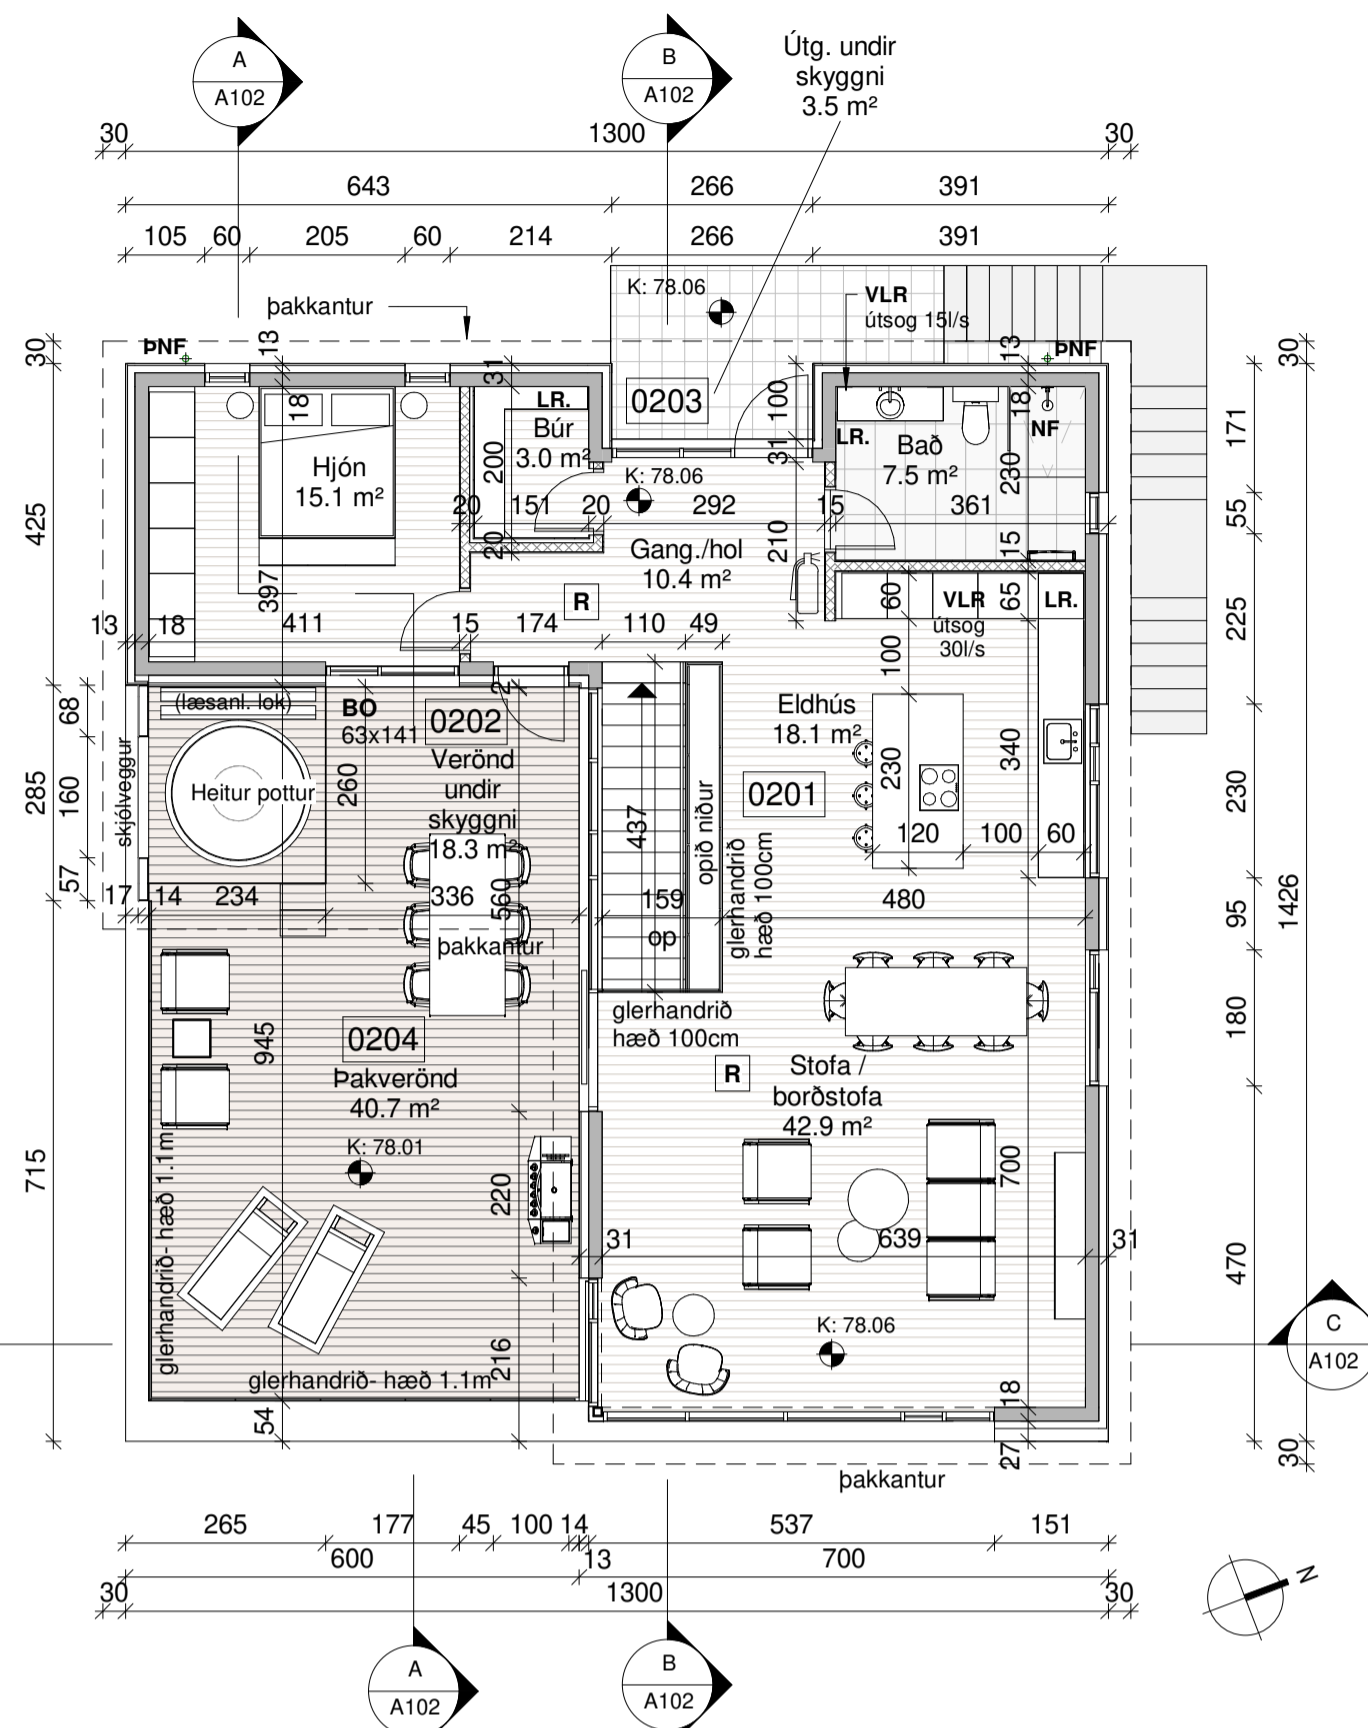 A
A102
B
A102
Útg. undir
skyggni
3.5 m²
30 1300 30
643 266 391
105 60 205 60 214 266 391
K: 78.06
VLR
útsog 15l/s
þakkantur
ÞNF
ÞNF
30
13
31
100
13
30
18
LR.
0203
LR.
18
NF
Búr
3.0 m²
Bað
7.5 m²
Hjón
15.1 m²
200
31
230
171
K: 78.06
20 151 20 292 15 361
55
425
20
210
15
Gang./hol
10.4 m²
397
R
60
VLR
útsog
30l/s
65
LR.
225
13 18 411 15 174 110 49
100
2
(læsanl. lok)
BO
63x141
0202
Verönd
undir
skyggni
18.3 m²
Eldhús
18.1 m²
68
285
160
skjólveggur
Heitur pottur
260
437
opið niður
0201
230
340
230
glerhandrið
hæð 100cm
120 100 60
57
17 14 234 336 560 159 480
95
1426
op
þakkantur
glerhandrið
hæð 100cm
180
945
0204
Þakverönd
40.7 m²
R
Stofa /
borðstofa
42.9 m²
K: 78.01
glerhandrið- hæð 1.1m
715
220
700
31 639 31
470
K: 78.06
C
A102
216
glerhandrið- hæð 1.1m
54
18
27
30
þakkantur
265 177 45 100 14 537 151
600 13 700
30 1300 30
N
A
A102
B
A102